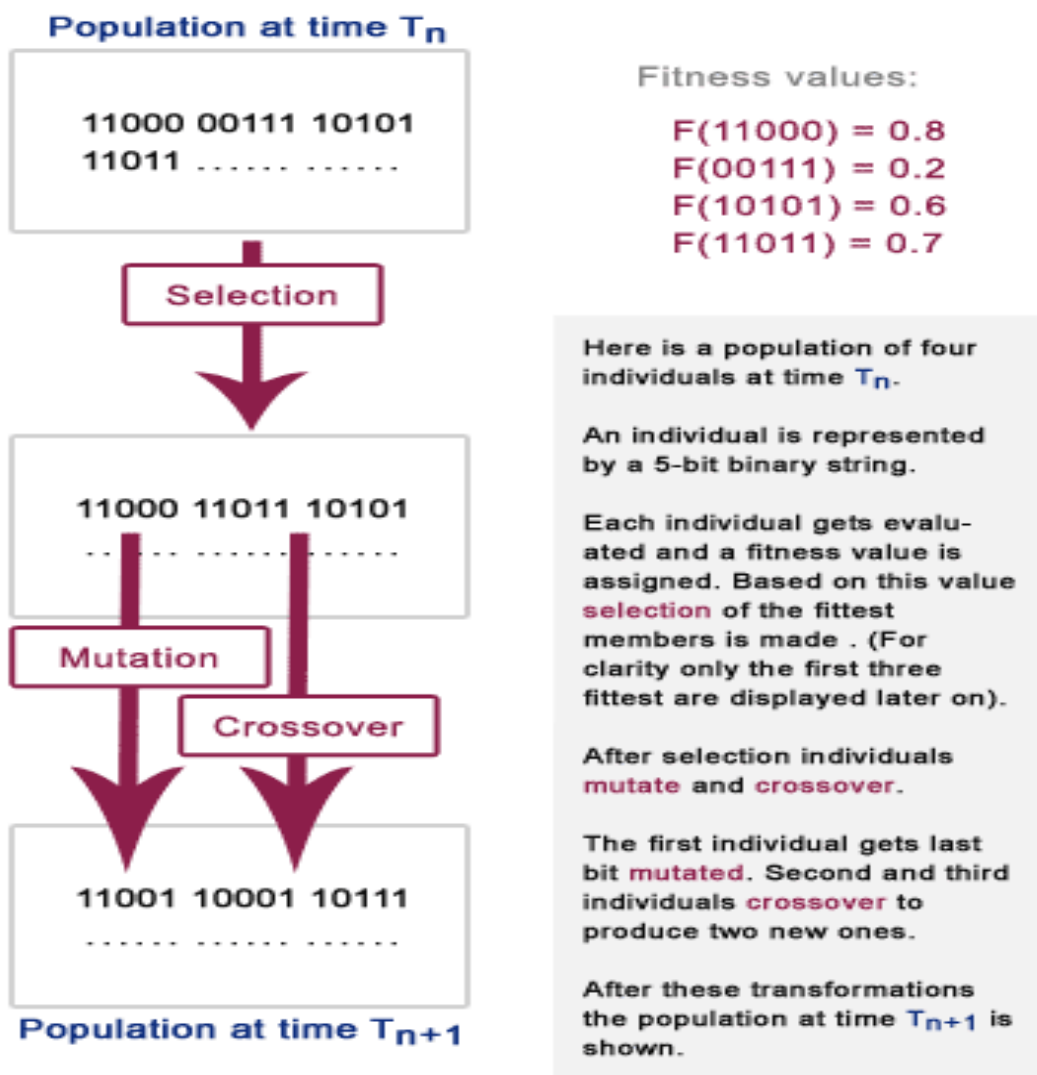 Population at time Tn
11000 00111 10101
11011 ...... ......
Selection
11000 11011 10101
...... ...... ......
Mutation
Crossover
11001 10001 10111
...... ...... ......
Population at time Tn+1
Fitness values:
F(11000) = 0.8
F(00111) = 0.2
F(10101) = 0.6
F(11011) = 0.7
Here is a population of four
individuals at time Tn.
An individual is represented
by a 5-bit binary string.
Each individual gets evalu-
ated and a fitness value is
assigned. Based on this value
selection of the fittest
members is made . (For
clarity only the first three
fittest are displayed later on).
After selection individuals
mutate and crossover.
The first individual gets last
bit mutated. Second and third
individuals crossover to
produce two new ones.
After these transformations
the population at time Tn+1 is
shown.